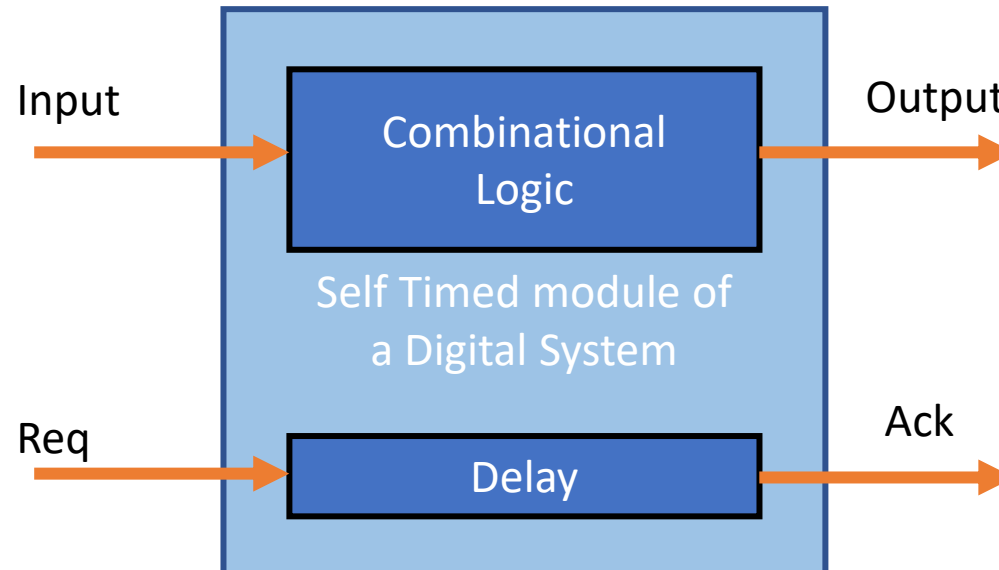 Input
Output
Combinational
Logic
Self Timed module of
a Digital System
Req
Ack
Delay